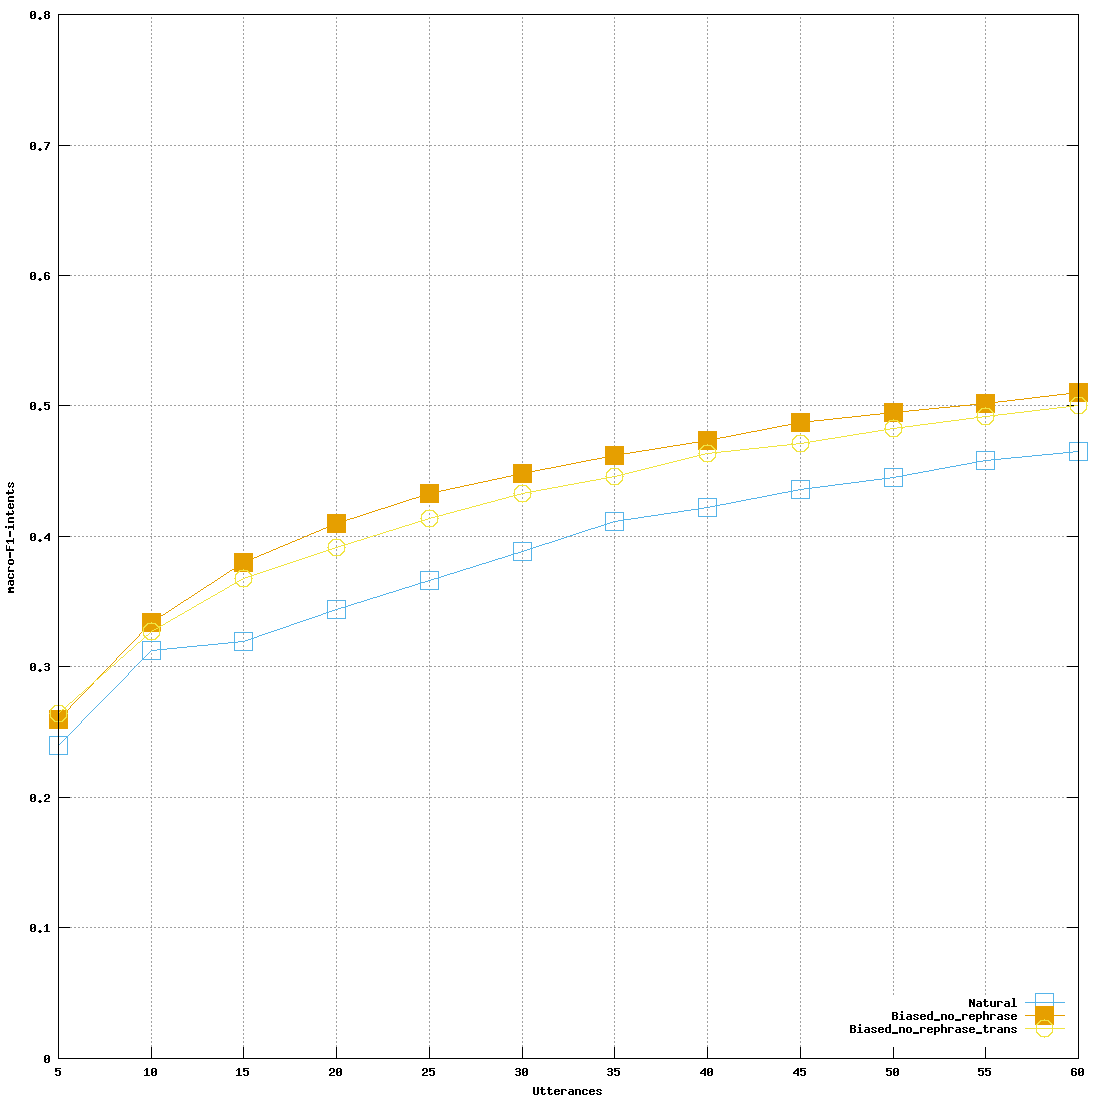 0.8
0.7
0.6
0.5
0.4
0.3
0.2
0.1
0
Macro-F1-intents
5 10 15 20 25 30 35 40 45 50 55 60
Utterances
Natural
Biased_no_rephrase
Biased_no_rephrase_trans